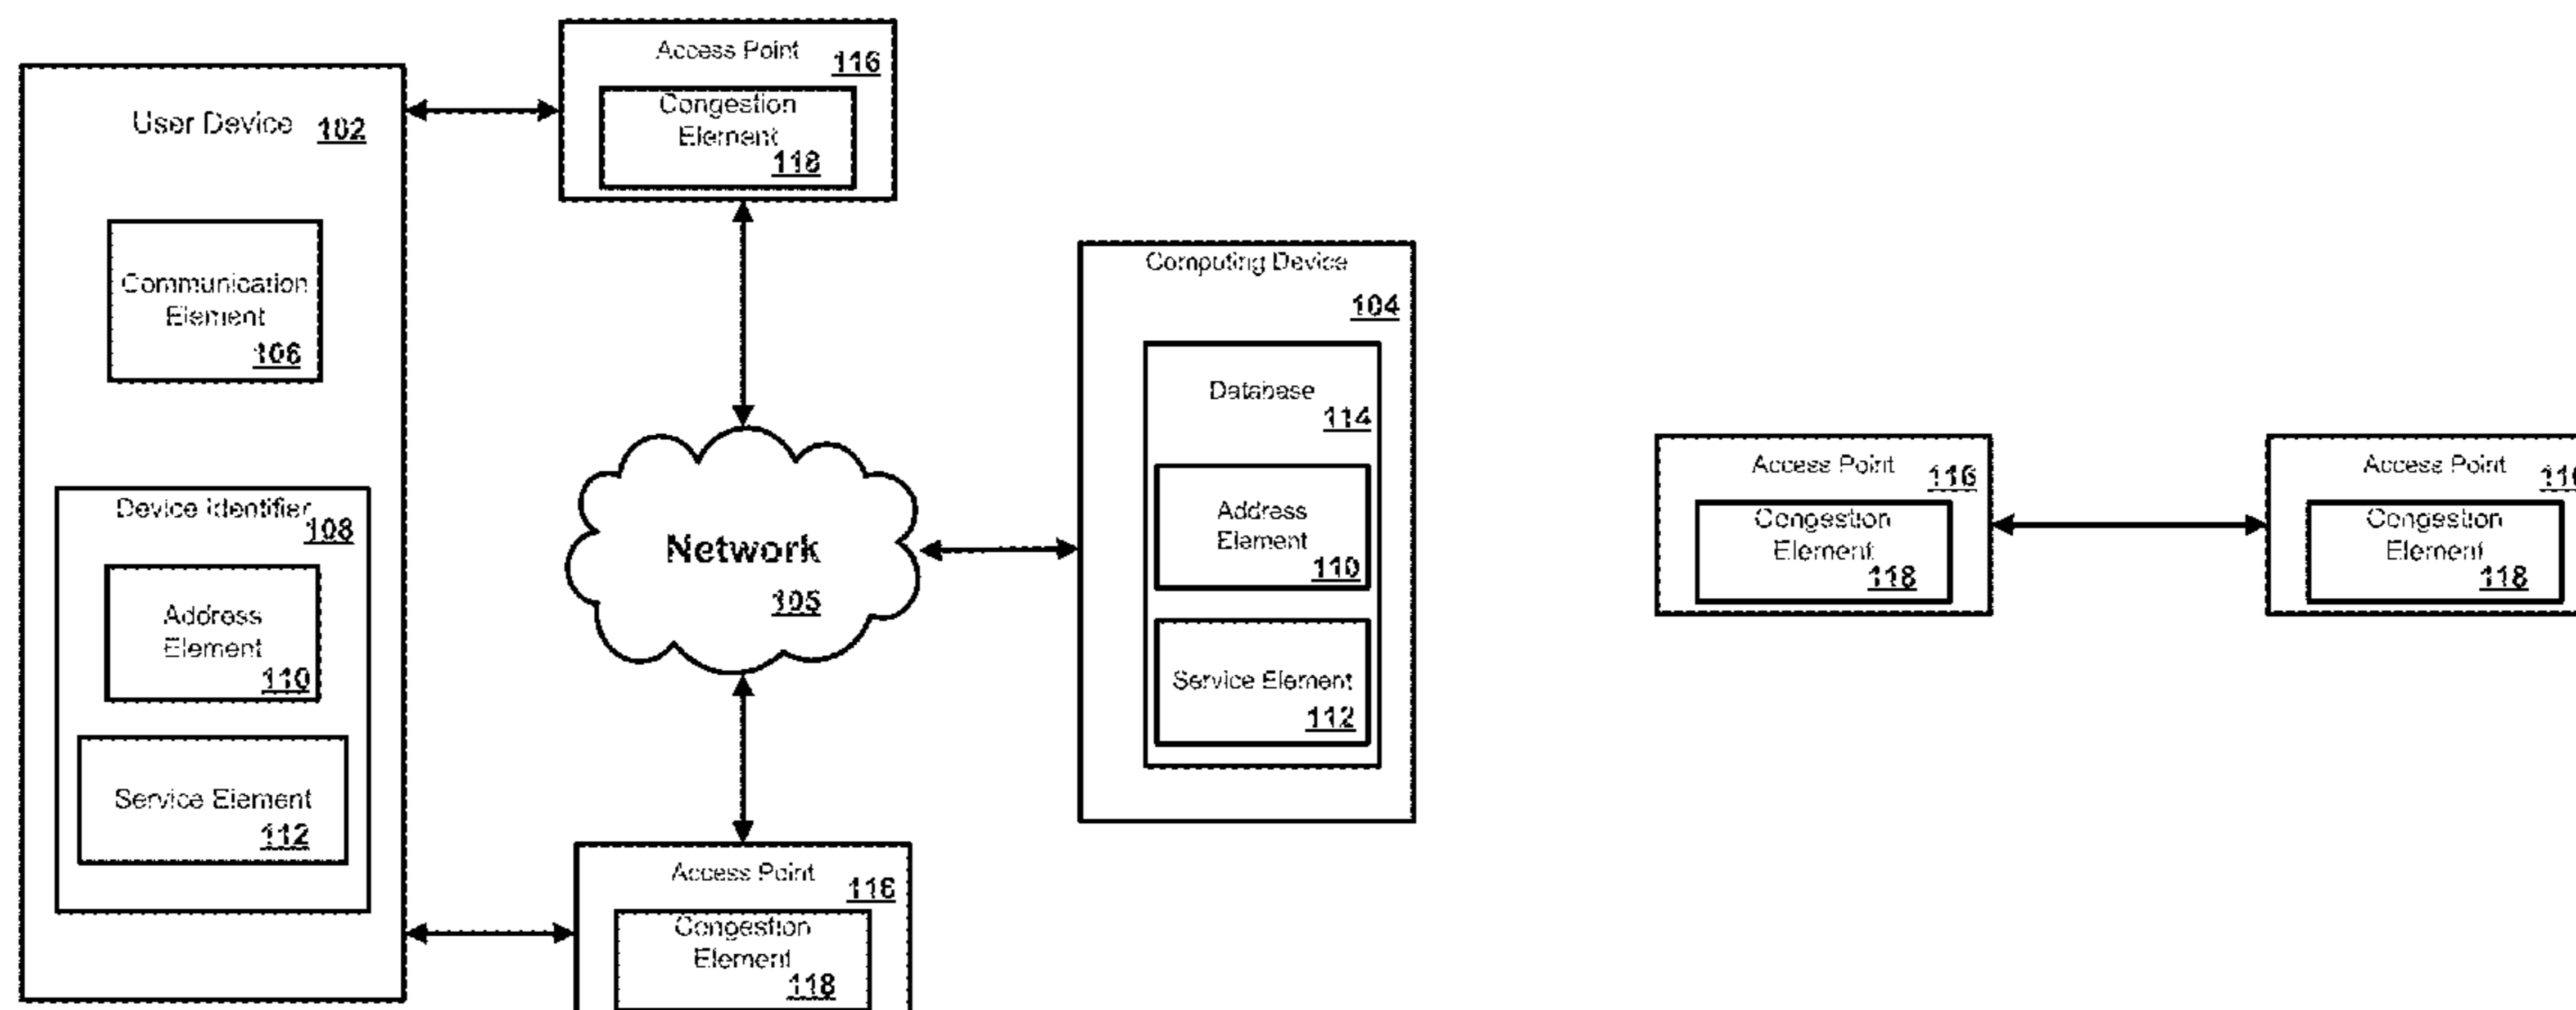 User Device 102
Communication
Element
106
Device Identifier
108
Address
Element
110
Service Element
112
Access Point
116
Congestion
Element
118
Network
105
Access Point
116
Congestion
Element
118
Computing Device
104
Database
114
Address
Element
110
Service Element
112
Access Point
116
Congestion
Element
118
Access Point
Congestion
Element
118